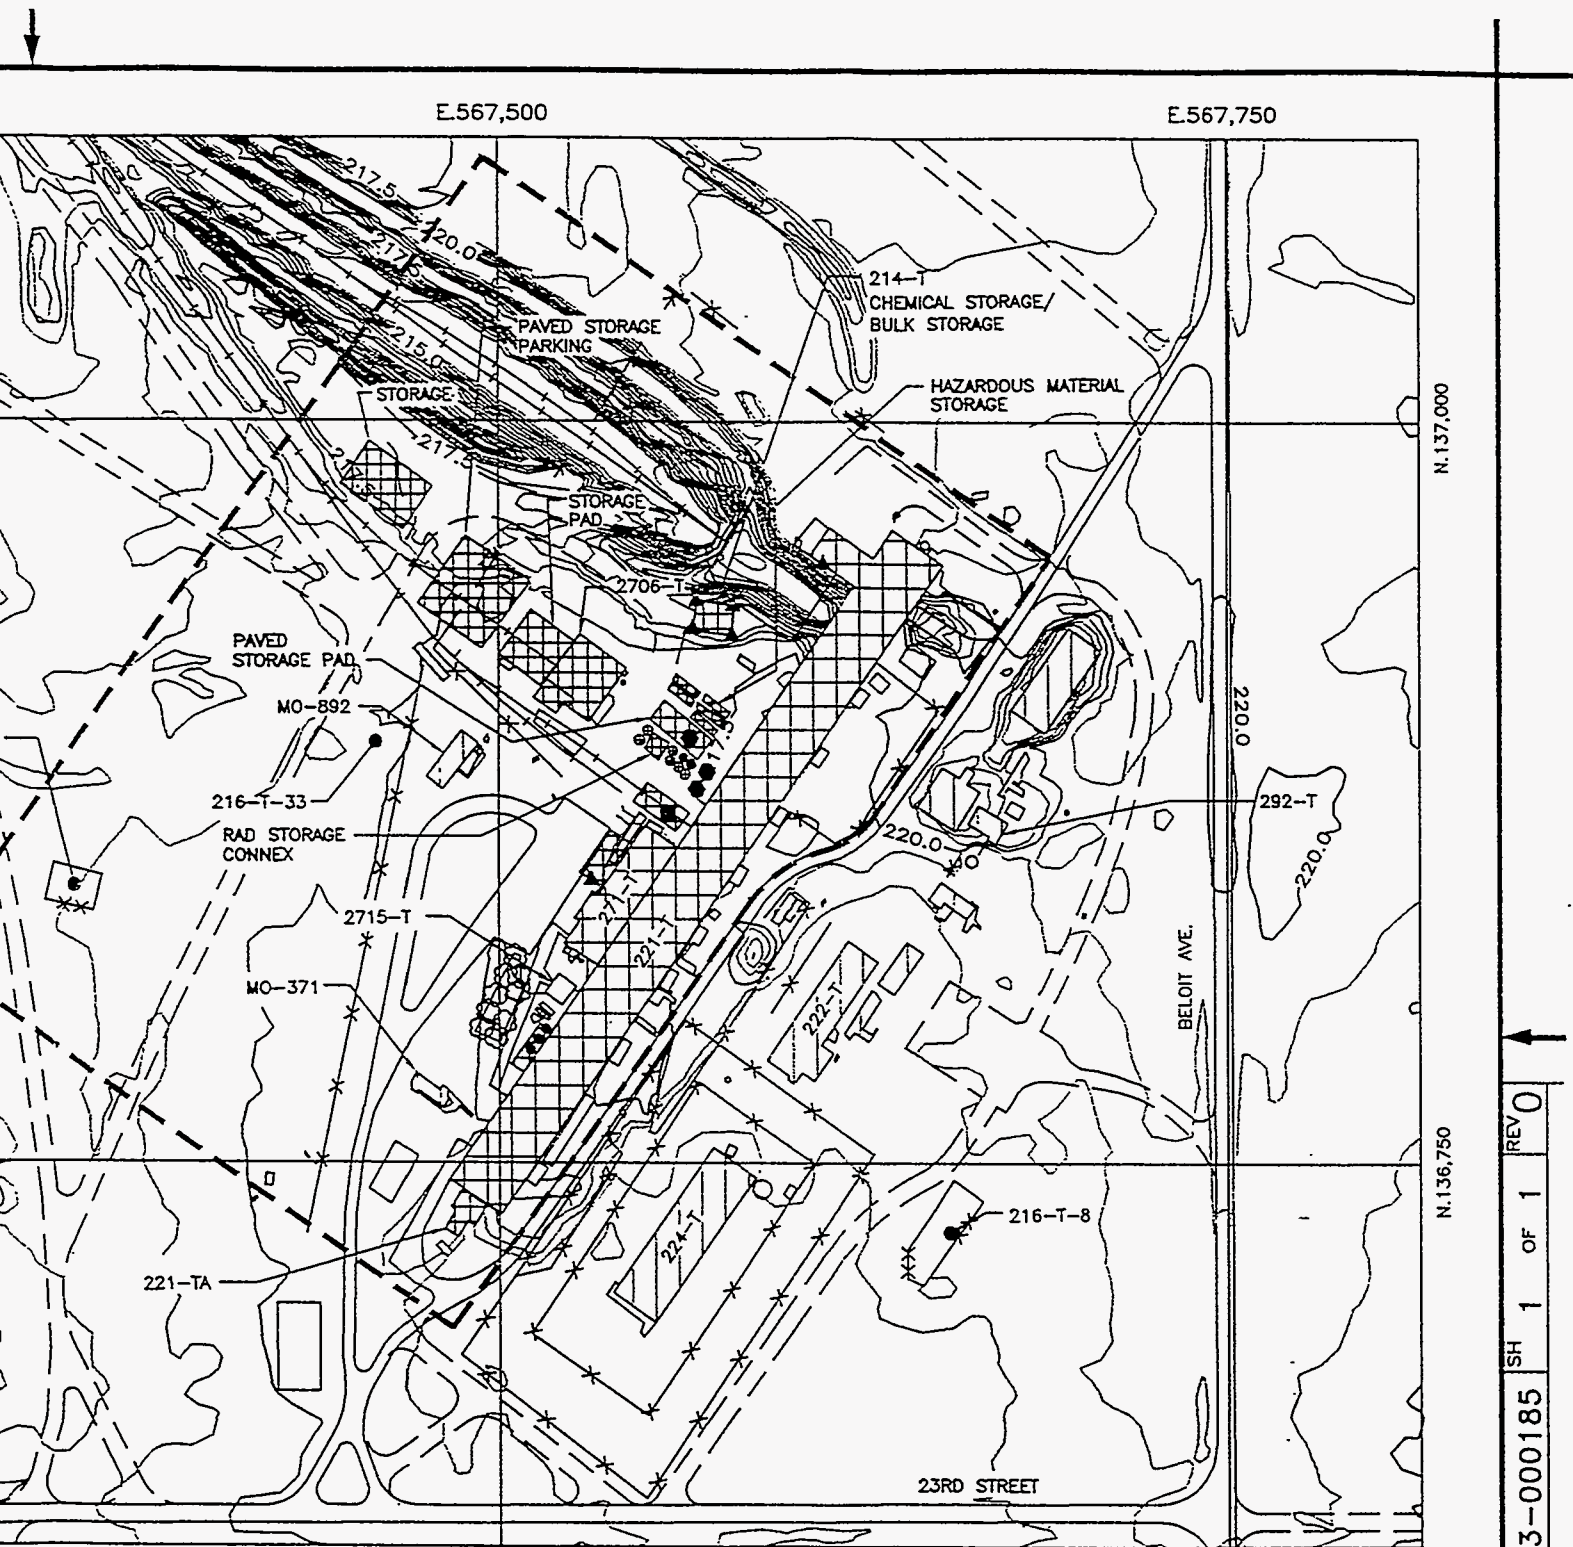 E.567,500
E.567,750
217.5
220.0
217.5
214-T
CHEMICAL STORAGE/
BULK STORAGE
PAVED STORAGE
PARKING
215.0
STORAGE
HAZARDOUS MATERIAL
STORAGE
N.137,000
217.5
STORAGE
PAD
2706-T
PAVED
STORAGE PAD
MO-892
220.0
216-T-33
292-T
RAD STORAGE
CONNEX
220.0
220.0
271-T
2715-T
221-T
BELOIT AVE.
MO-371
222-T
REV 0
N.136,750
216-T-8
224-T
221-TA
SH 1 OF 1
23RD STREET
3-000185